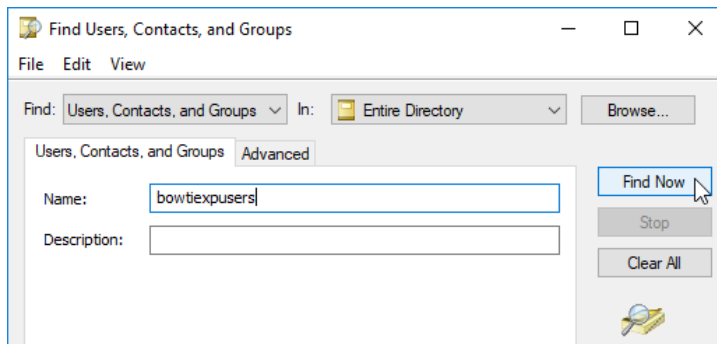 Find Users, Contacts, and Groups
File Edit View
Find: Users, Contacts, and Groups In: Entire Directory Browse...
Users, Contacts, and Groups Advanced
Name: bowtiexpusers
Description:
Find Now
Stop
Clear All